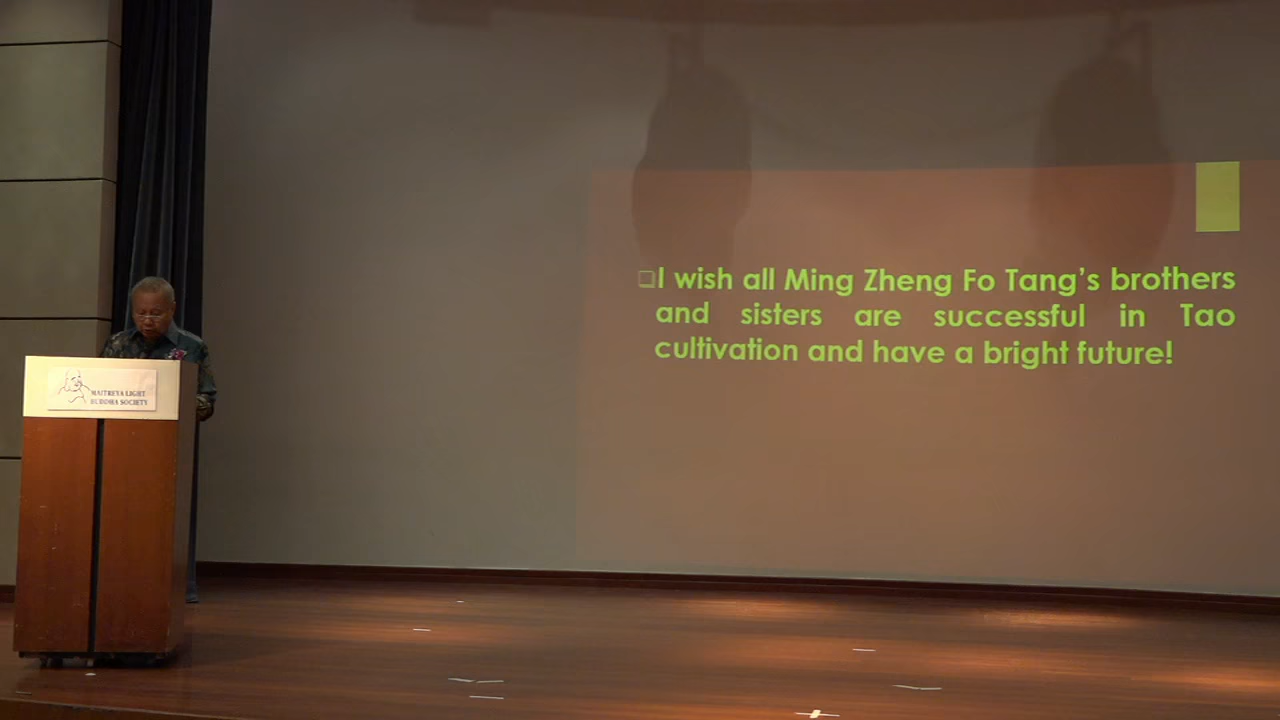 I wish all Ming Zheng Fo Tang's brothers
and sisters are successful in Tao
cultivation and have a bright future!
MAITREYA LIGHT
BUDDHA SOCIETY